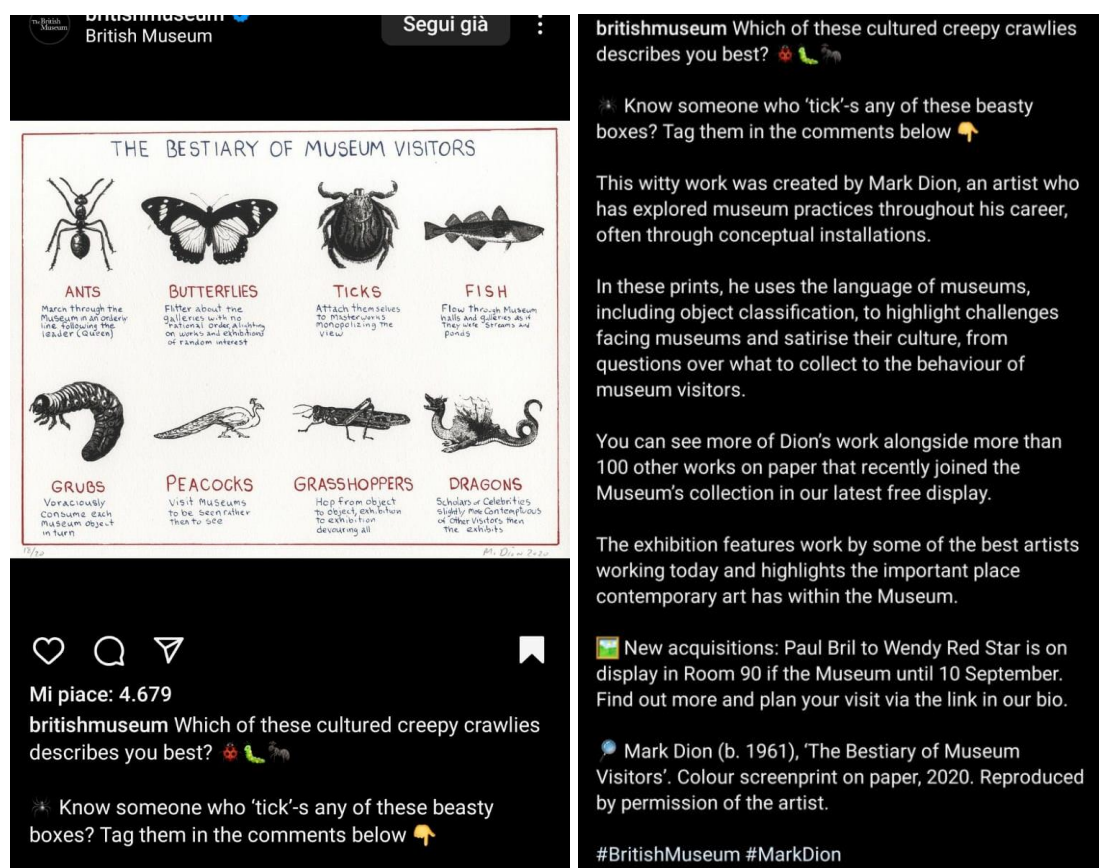 britishmuseum
The British
Museum
British Museum
Segui già
THE BESTIARY OF MUSEUM VISITORS
ANTS
March through the
Museum in an orderly
line following the
leader (Queen)
BUTTERFLIES
Flitter about the
galleries with no
rational order, alighting
on works and exhibitions
of random interest
TICKS
Attach themselves
to Masterworks
monopolizing the
view
FISH
Flow through Museum
halls and galleries as if
They were streams and
ponds
GRUBS
Voraciously
Consume each
Museum object
in turn
PEACOCKS
Visit Museums
to be seen rather
then to see
GRASSHOPPERS
Hop from object
to object, exhibition
to exhibition
devouring all
DRAGONS
Scholars or Celebrities
slightly More Contemptuous
of Other Visitors then
The exhibits
M. Dion 2020
Mi piace: 4.679
britishmuseum Which of these cultured creepy crawlies
describes you best? 🐞🐛🐜
🕷️ Know someone who ‘tick’-s any of these beasty
boxes? Tag them in the comments below 👇
britishmuseum Which of these cultured creepy crawlies
describes you best? 🐞🐛🐜
🕷️ Know someone who ‘tick’-s any of these beasty
boxes? Tag them in the comments below 👇
This witty work was created by Mark Dion, an artist who
has explored museum practices throughout his career,
often through conceptual installations.
In these prints, he uses the language of museums,
including object classification, to highlight challenges
facing museums and satirise their culture, from
questions over what to collect to the behaviour of
museum visitors.
You can see more of Dion’s work alongside more than
100 other works on paper that recently joined the
Museum’s collection in our latest free display.
The exhibition features work by some of the best artists
working today and highlights the important place
contemporary art has within the Museum.
🖼️ New acquisitions: Paul Bril to Wendy Red Star is on
display in Room 90 if the Museum until 10 September.
Find out more and plan your visit via the link in our bio.
🔎 Mark Dion (b. 1961), ‘The Bestiary of Museum
Visitors’. Colour screenprint on paper, 2020. Reproduced
by permission of the artist.
#BritishMuseum #MarkDion